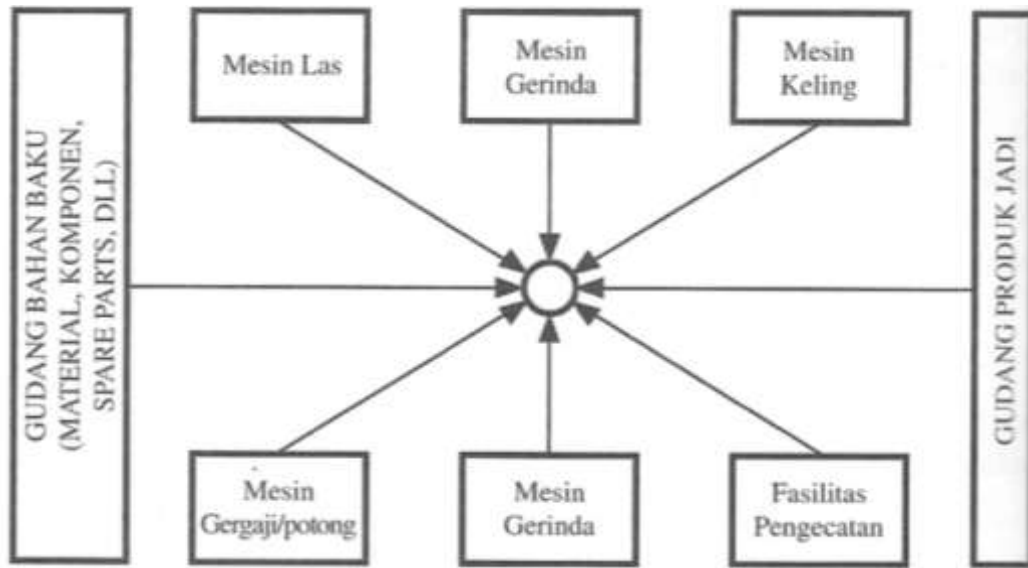 GUDANG BAHAN BAKU
(MATERIAL, KOMPONEN,
SPARE PARTS, DLL)
Mesin Las
Mesin
Gerinda
Mesin
Keling
Mesin
Gergaji/potong
Mesin
Gerinda
Fasilitas
Pengecatan
GUDANG PRODUK JADI